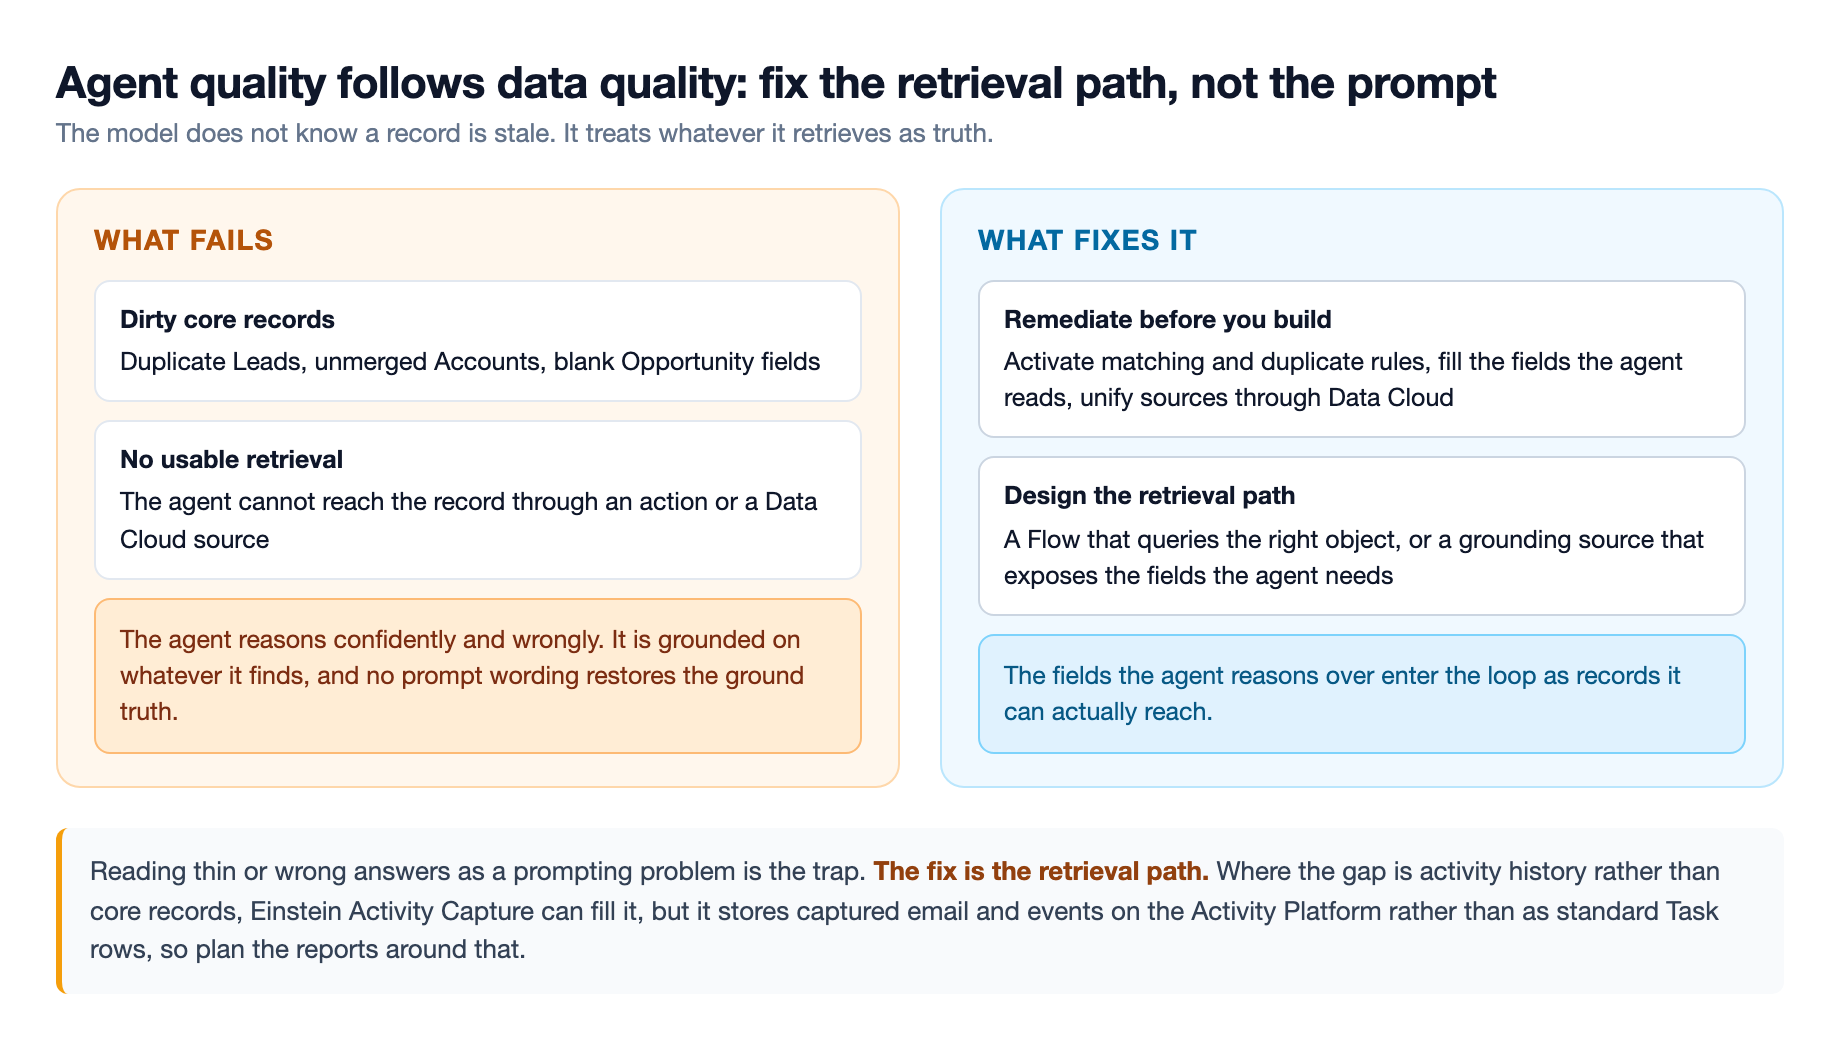 Agent quality follows data quality: fix the retrieval path, not the prompt
The model does not know a record is stale. It treats whatever it retrieves as truth.
WHAT FAILS
Dirty core records
Duplicate Leads, unmerged Accounts, blank Opportunity fields
No usable retrieval
The agent cannot reach the record through an action or a Data
Cloud source
The agent reasons confidently and wrongly. It is grounded on
whatever it finds, and no prompt wording restores the ground
truth.
WHAT FIXES IT
Remediate before you build
Activate matching and duplicate rules, fill the fields the agent
reads, unify sources through Data Cloud
Design the retrieval path
A Flow that queries the right object, or a grounding source that
exposes the fields the agent needs
The fields the agent reasons over enter the loop as records it
can actually reach.
Reading thin or wrong answers as a prompting problem is the trap. The fix is the retrieval path. Where the gap is activity history rather than
core records, Einstein Activity Capture can fill it, but it stores captured email and events on the Activity Platform rather than as standard Task
rows, so plan the reports around that.